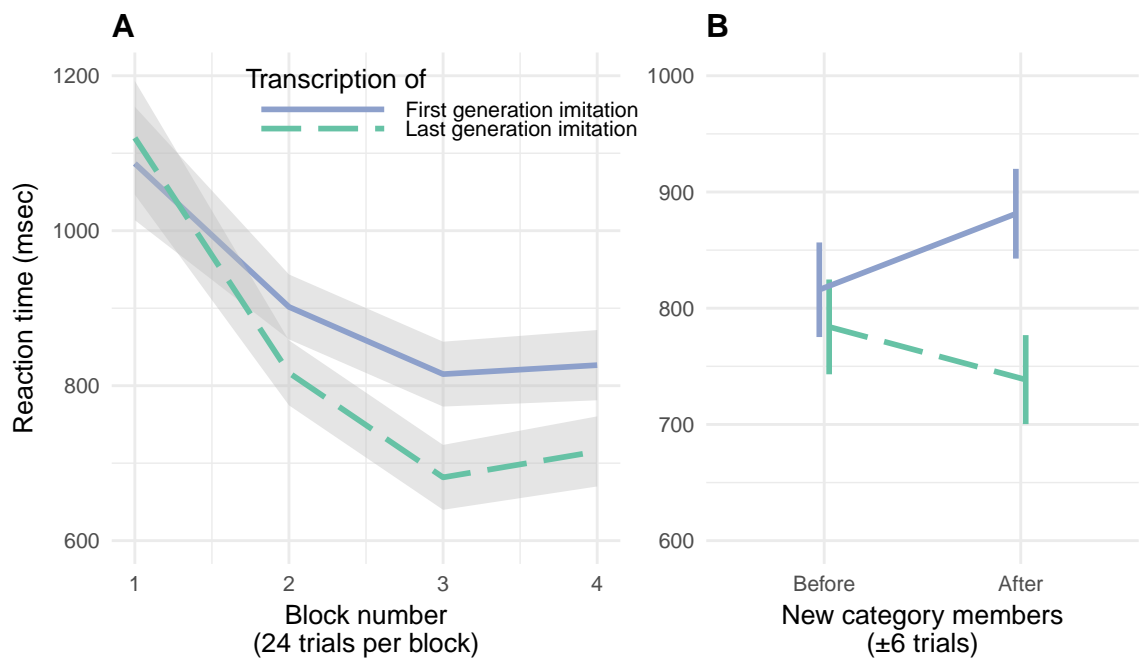 A
B
Transcription of
First generation imitation
Last generation imitation
Reaction time (msec)
1200
1000
800
600
1
2
3
4
Block number
(24 trials per block)
1000
900
800
700
600
Before
After
New category members
(±6 trials)